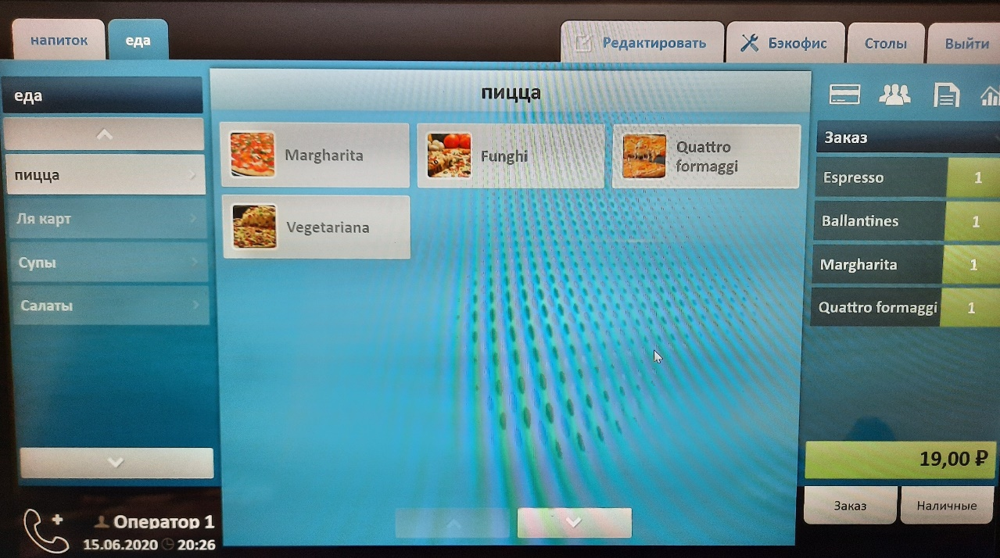 напиток
еда
Редактировать
Бэкофис
Столы
Выйти
еда
пицца
Ля карт
Супы
Салаты
пицца
Margharita
Funghi
Quattro
formaggi
Vegetariana
Заказ
Espresso 1
Ballantines 1
Margharita 1
Quattro formaggi 1
19,00 ₽
Заказ
Наличные
Оператор 1
15.06.2020 20:26